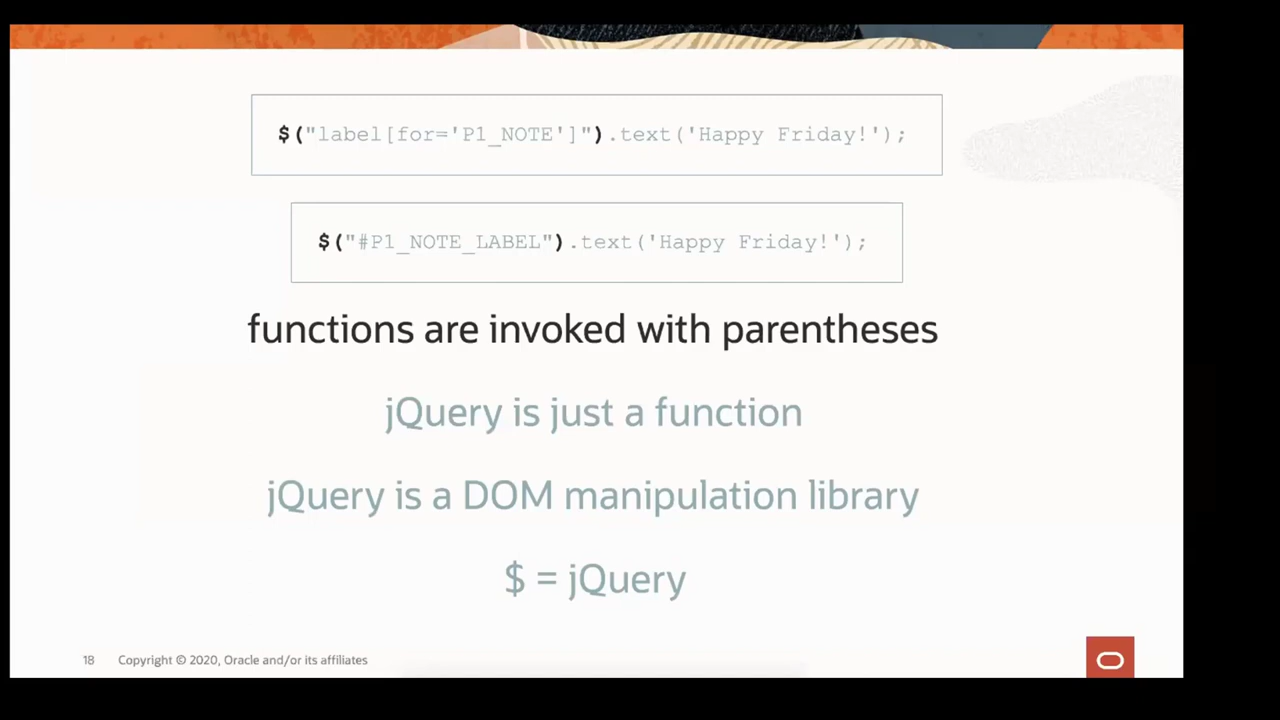 $("label[for='P1_NOTE']").text('Happy Friday!');
$("#P1_NOTE_LABEL").text('Happy Friday!');
functions are invoked with parentheses
jQuery is just a function
jQuery is a DOM manipulation library
$ = jQuery
18 Copyright © 2020, Oracle and/or its affiliates